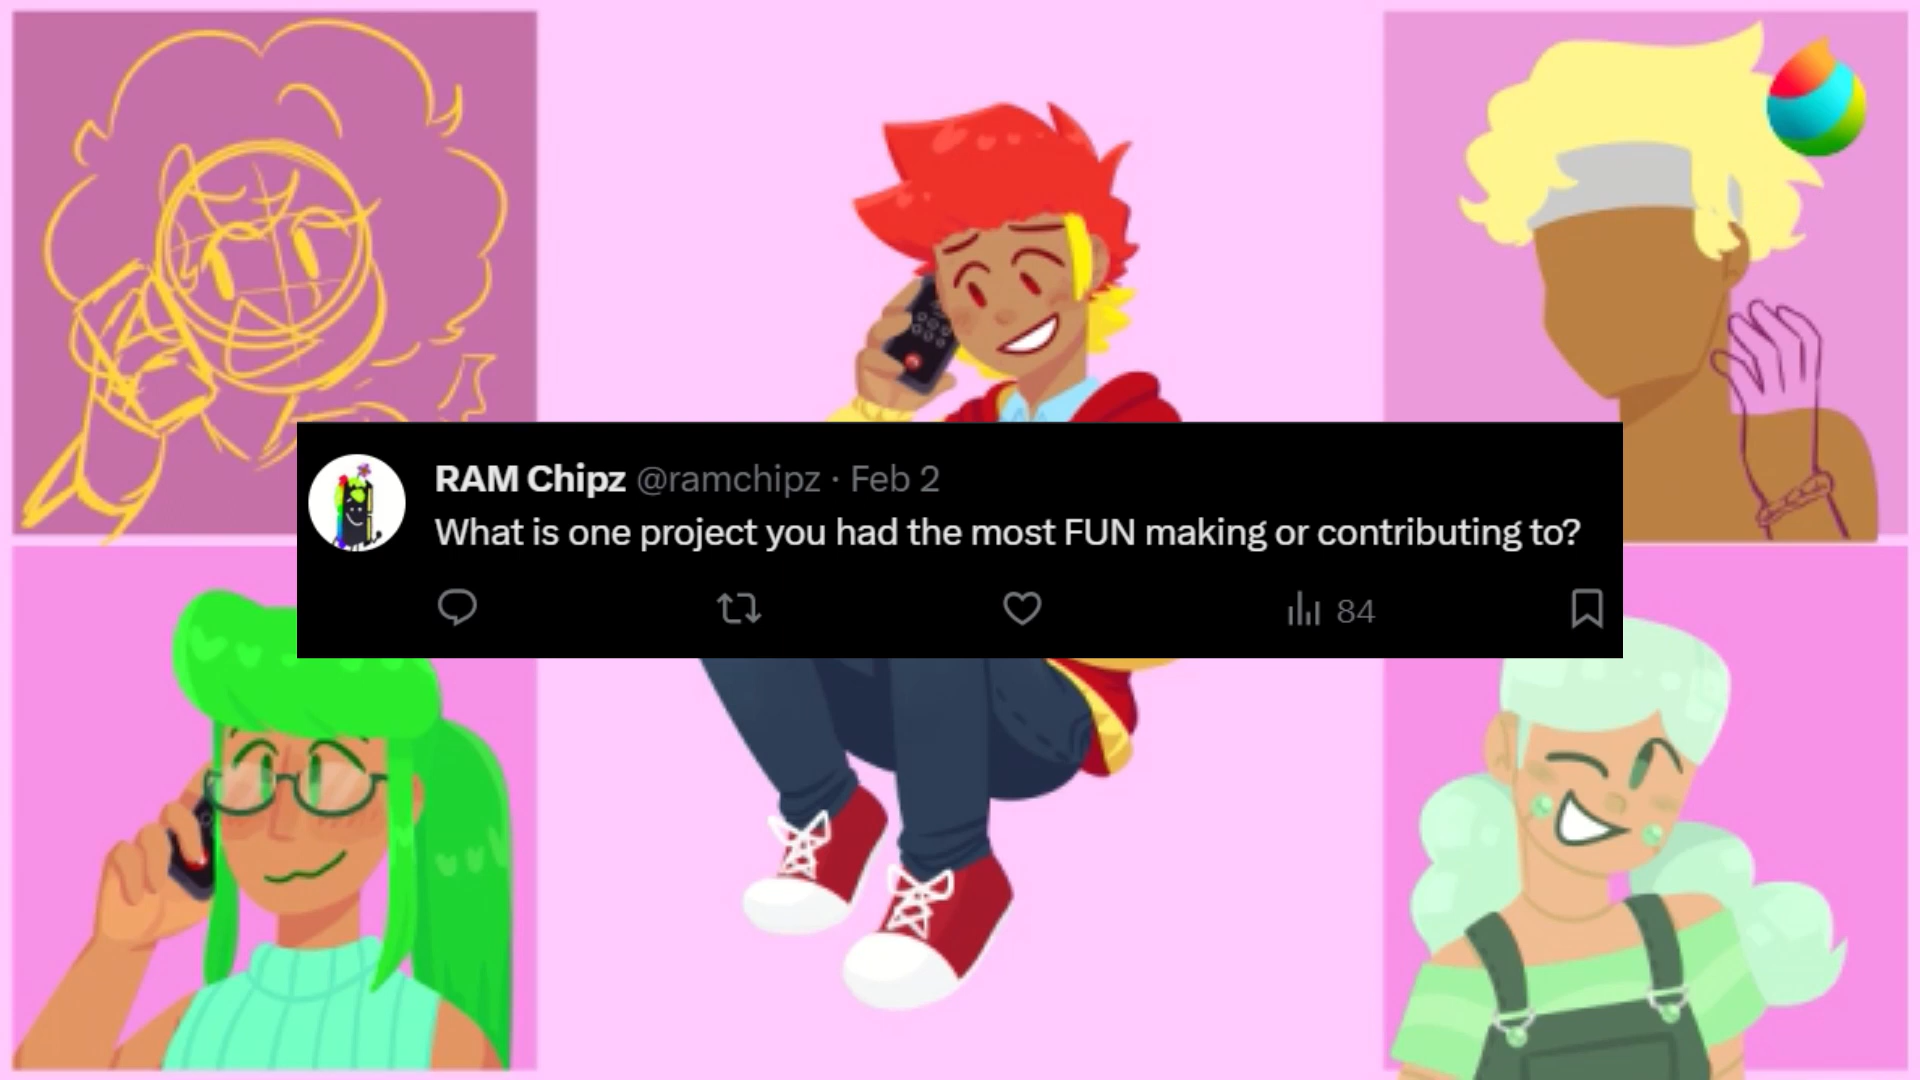 RAM Chipz @ramchipz · Feb 2
What is one project you had the most FUN making or contributing to?
84